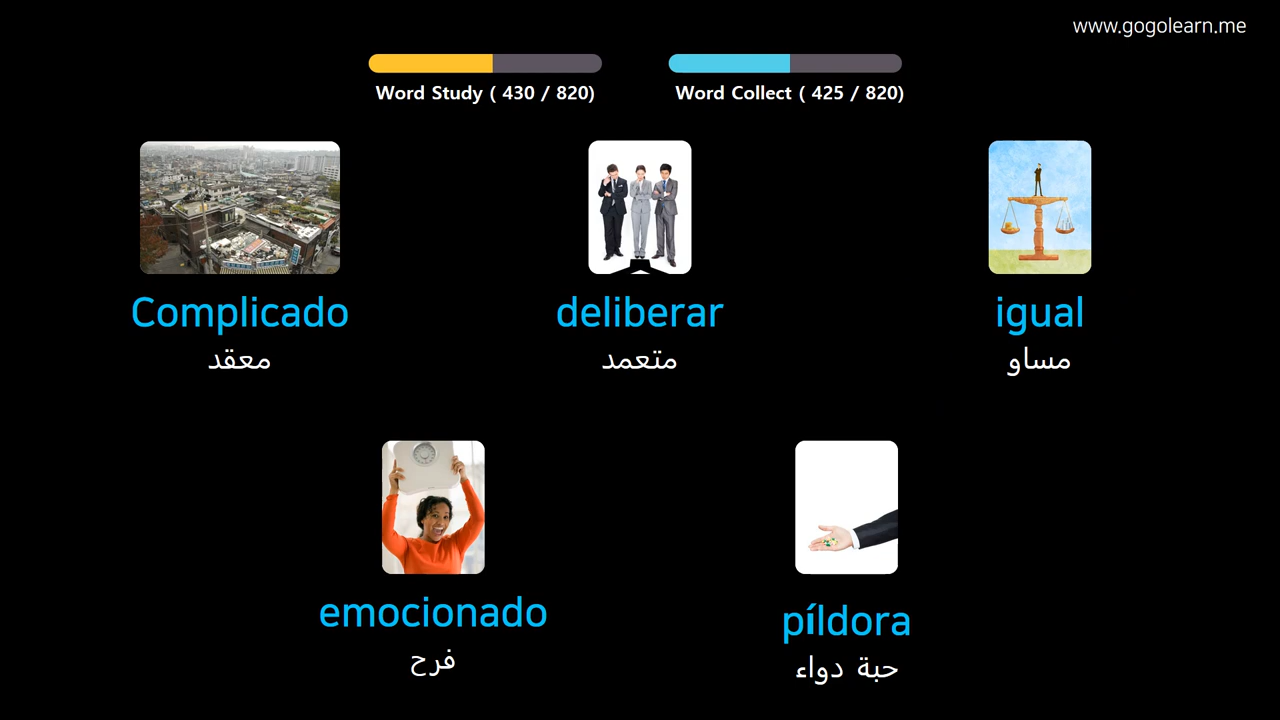 www.gogolearn.me
Word Study ( 430 / 820)
Word Collect ( 425 / 820)
Complicado
معقد
deliberar
متعمد
igual
مساو
emocionado
فرح
píldora
حبة دواء